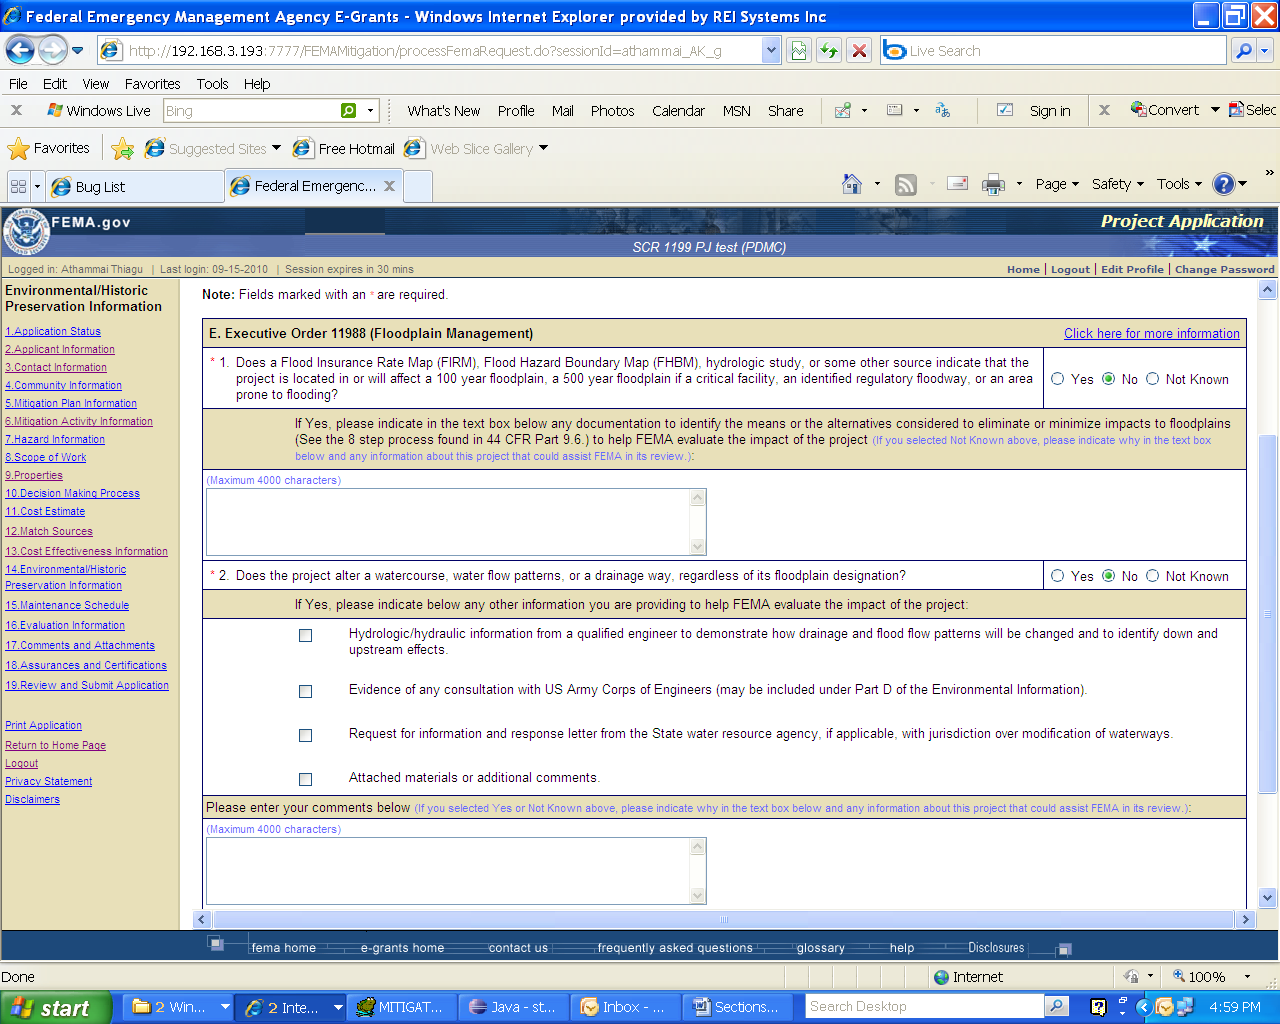 Federal Emergency Management Agency E-Grants - Windows Internet Explorer provided by REI Systems Inc
http://192.168.3.193:7777/FEMAMitigation/processFemaRequest.do?sessionId=athammai_AK_g
Live Search
File Edit View Favorites Tools Help
Windows Live Bing What's New Profile Mail Photos Calendar MSN Share Sign in Convert Selec
Favorites Suggested Sites Free Hotmail Web Slice Gallery
Bug List Federal Emergenc... Page Safety Tools
FEMA.gov Project Application
SCR 1199 PJ test (PDMC)
Logged in: Athammai Thiagu | Last login: 09-15-2010 | Session expires in 30 mins Home | Logout | Edit Profile | Change Password
Environmental/Historic
Preservation Information
1.Application Status
2.Applicant Information
3.Contact Information
4.Community Information
5.Mitigation Plan Information
6.Mitigation Activity Information
7.Hazard Information
8.Scope of Work
9.Properties
10.Decision Making Process
11.Cost Estimate
12.Match Sources
13.Cost Effectiveness Information
14.Environmental/Historic
Preservation Information
15.Maintenance Schedule
16.Evaluation Information
17.Comments and Attachments
18.Assurances and Certifications
19.Review and Submit Application
Print Application
Return to Home Page
Logout
Privacy Statement
Disclaimers
Note: Fields marked with an * are required.
E. Executive Order 11988 (Floodplain Management) Click here for more information
* 1. Does a Flood Insurance Rate Map (FIRM), Flood Hazard Boundary Map (FHBM), hydrologic study, or some other source indicate that the
project is located in or will affect a 100 year floodplain, a 500 year floodplain if a critical facility, an identified regulatory floodway, or an area
prone to flooding?
Yes No Not Known
If Yes, please indicate in the text box below any documentation to identify the means or the alternatives considered to eliminate or minimize impacts to floodplains
(See the 8 step process found in 44 CFR Part 9.6.) to help FEMA evaluate the impact of the project (If you selected Not Known above, please indicate why in the text box
below and any information about this project that could assist FEMA in its review.):
(Maximum 4000 characters)
* 2. Does the project alter a watercourse, water flow patterns, or a drainage way, regardless of its floodplain designation? Yes No Not Known
If Yes, please indicate below any other information you are providing to help FEMA evaluate the impact of the project:
Hydrologic/hydraulic information from a qualified engineer to demonstrate how drainage and flood flow patterns will be changed and to identify down and
upstream effects.
Evidence of any consultation with US Army Corps of Engineers (may be included under Part D of the Environmental Information).
Request for information and response letter from the State water resource agency, if applicable, with jurisdiction over modification of waterways.
Attached materials or additional comments.
Please enter your comments below (If you selected Yes or Not Known above, please indicate why in the text box below and any information about this project that could assist FEMA in its review.):
(Maximum 4000 characters)
fema home e-grants home contact us frequently asked questions glossary help Disclosures
Done Internet 100%
start 2 Win... 2 Inte... MITIGAT... Java - st... Inbox - ... Sections... Search Desktop 4:59 PM